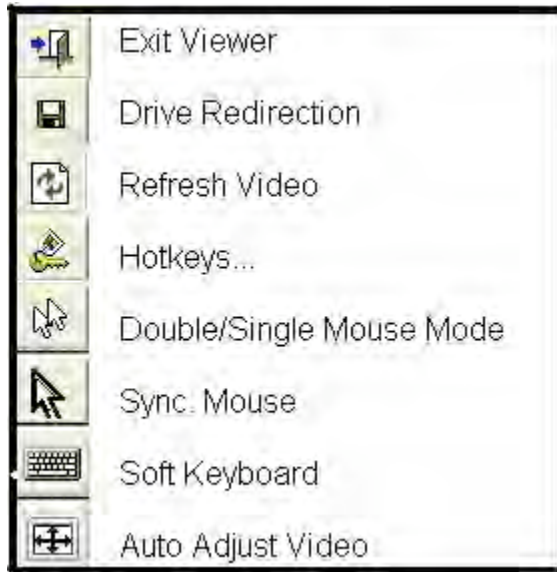 Exit Viewer
Drive Redirection
Refresh Video
Hotkeys...
Double/Single Mouse Mode
Sync. Mouse
Soft Keyboard
Auto Adjust Video